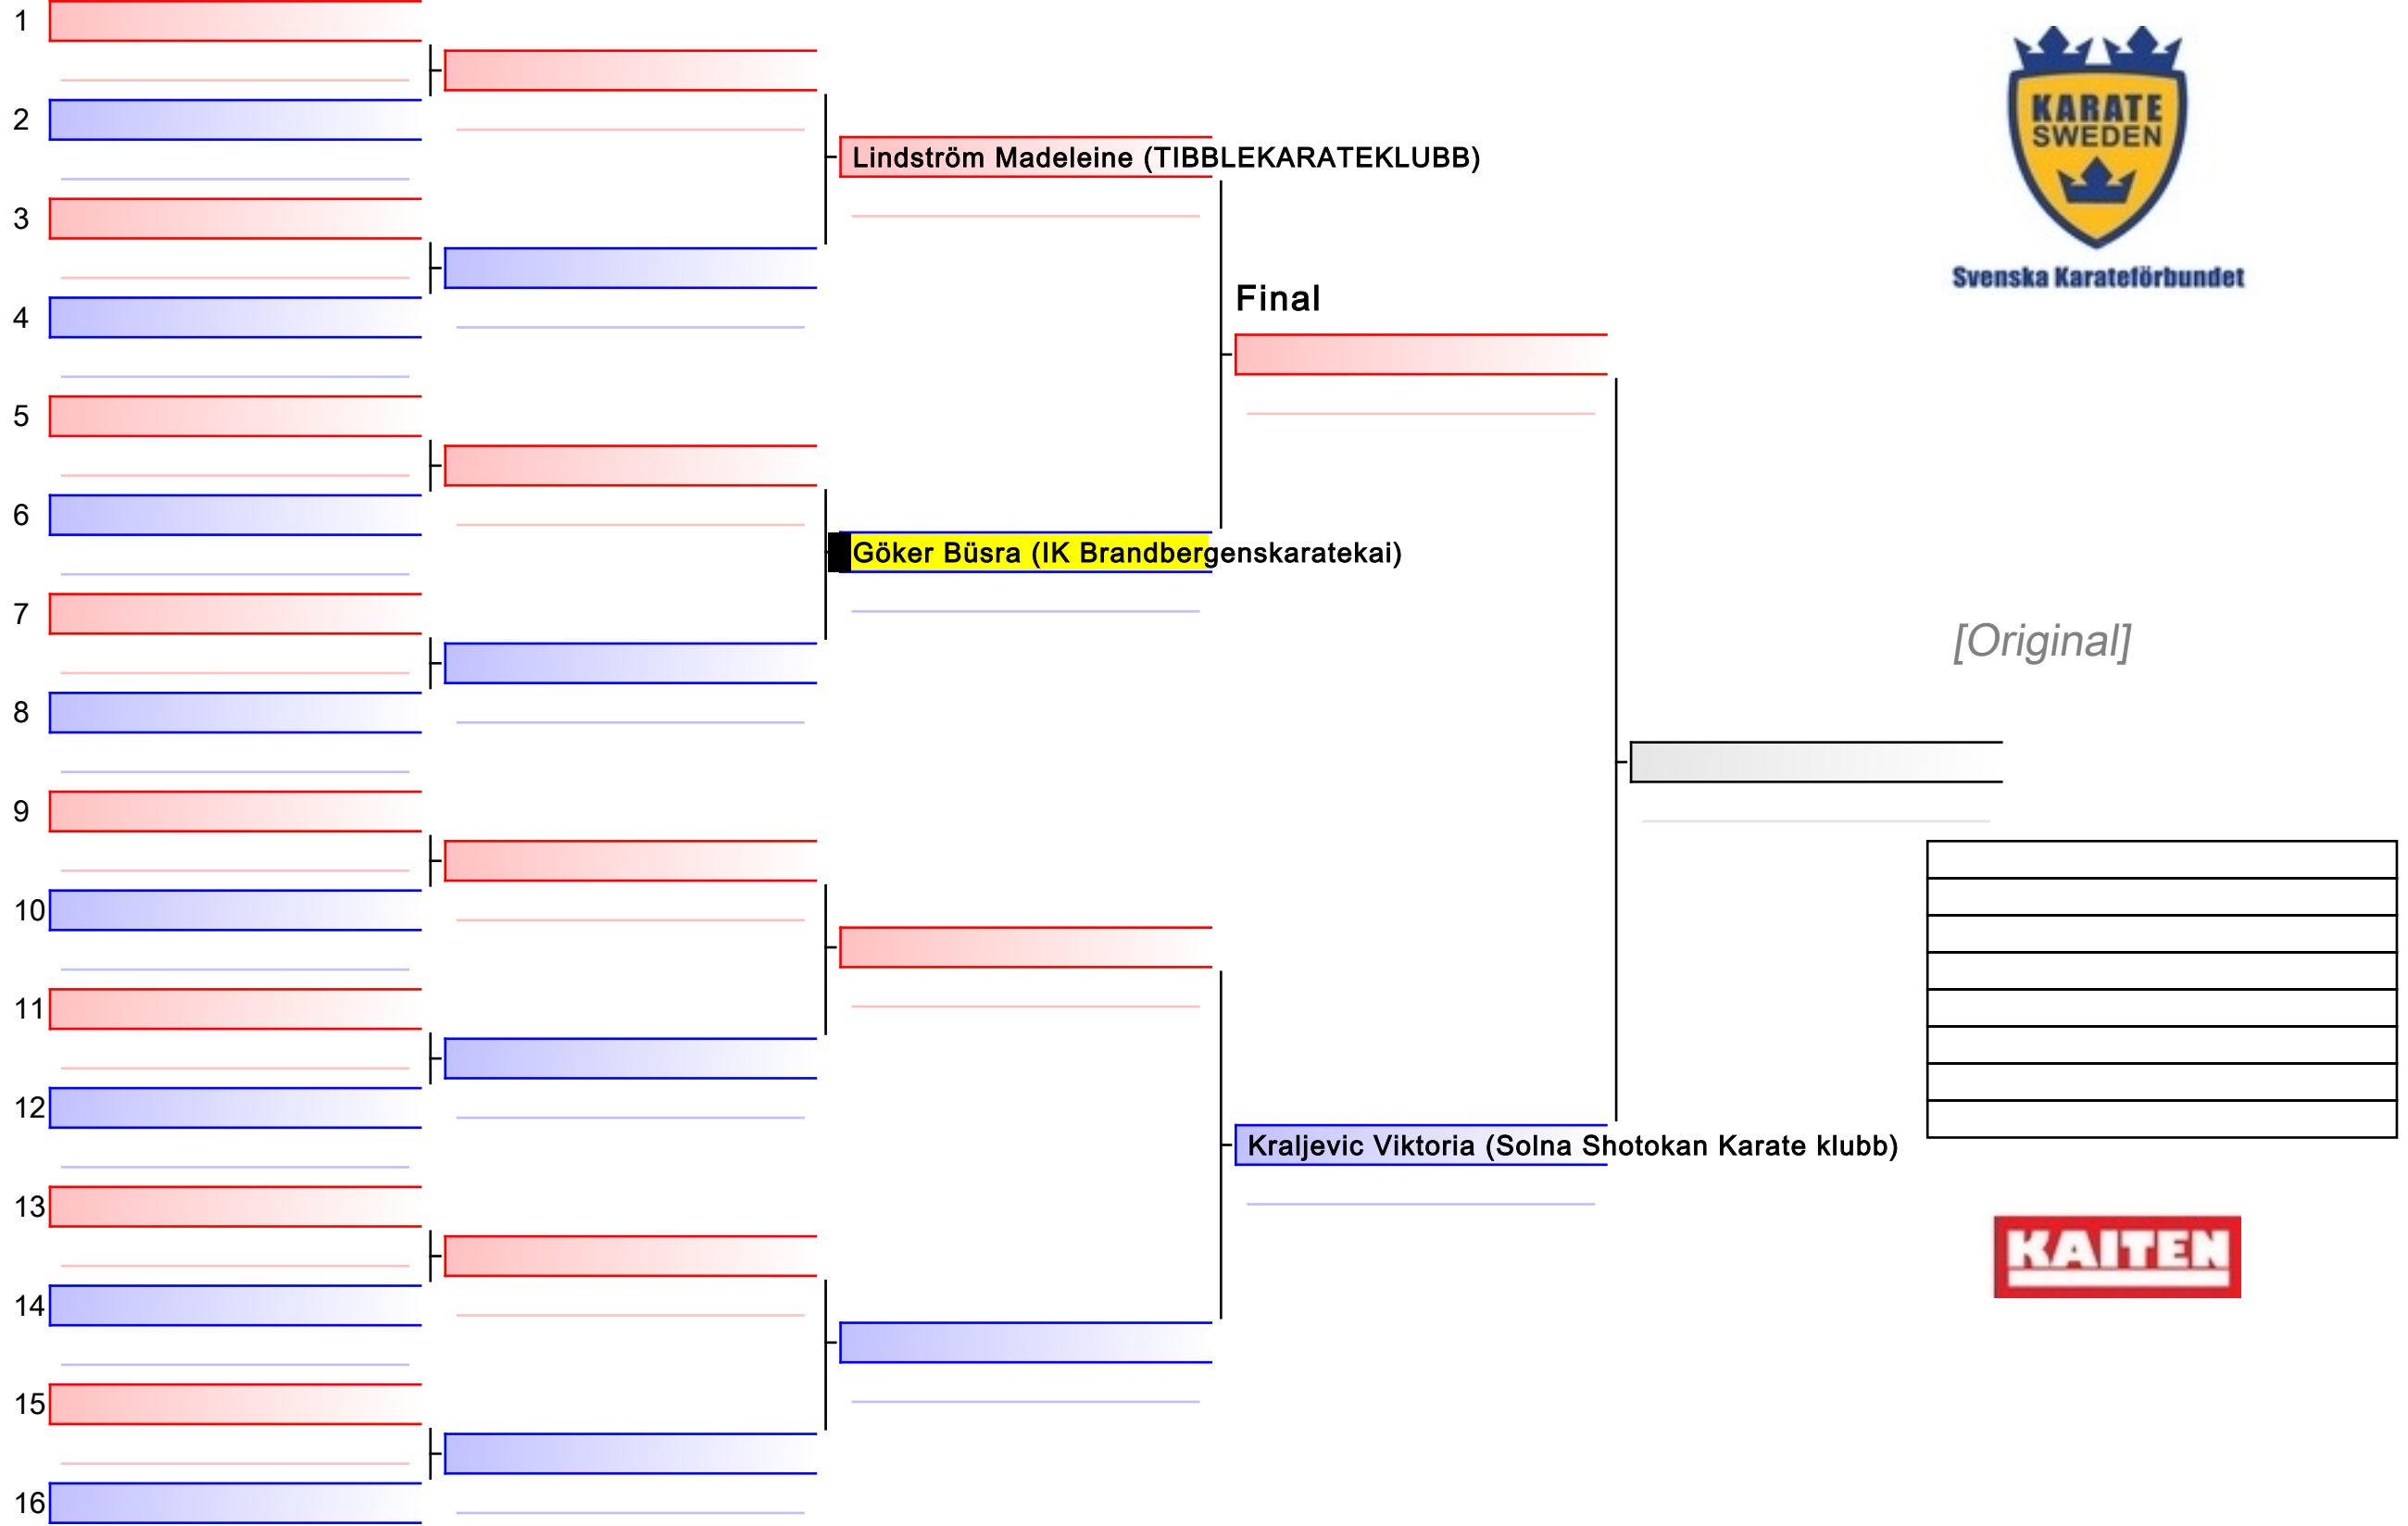 1
2
Lindström Madeleine (TIBBLEKARATEKLUBB)
KARATE
SWEDEN
Svenska Karateförbundet
3
4
Final
5
6
Göker Büsra (IK Brandbergenskaratekai)
7
[Original]
8
9
10
11
12
Kraljevic Viktoria (Solna Shotokan Karate klubb)
13
KAITEN
14
15
16